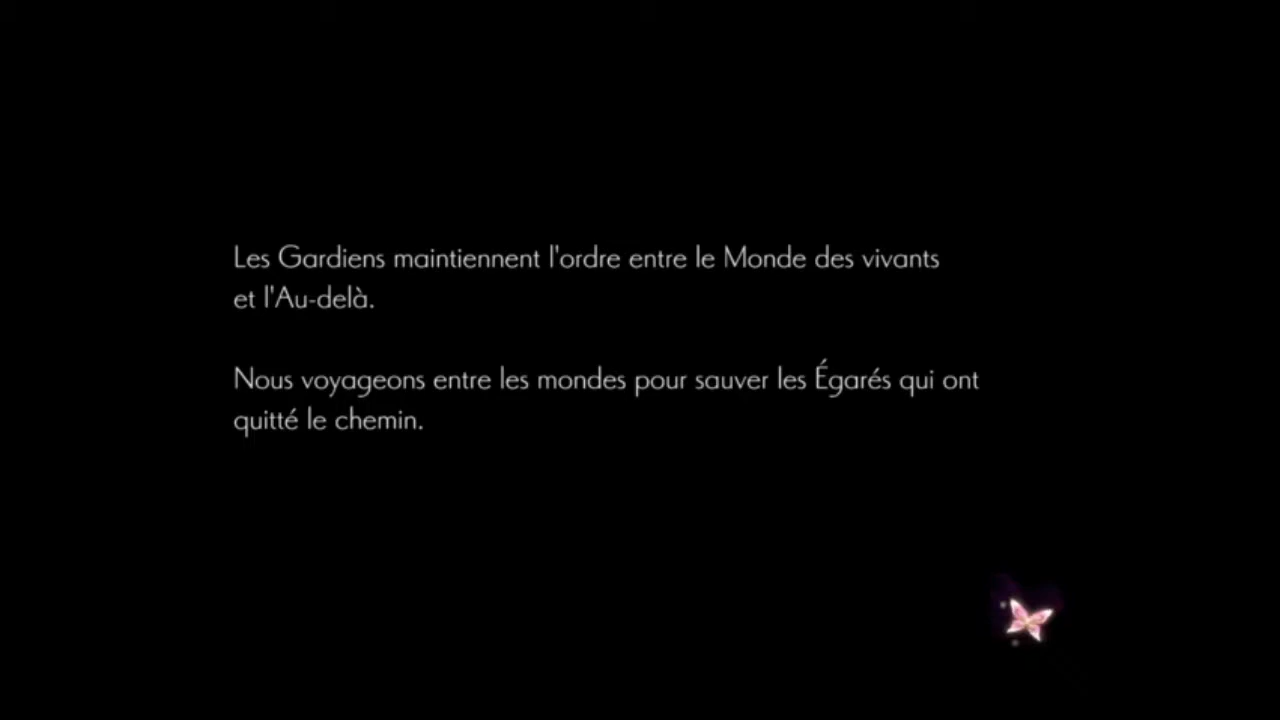 Les Gardiens maintiennent l'ordre entre le Monde des vivants
et l'Au-delà.
Nous voyageons entre les mondes pour sauver les Égarés qui ont
quitté le chemin.